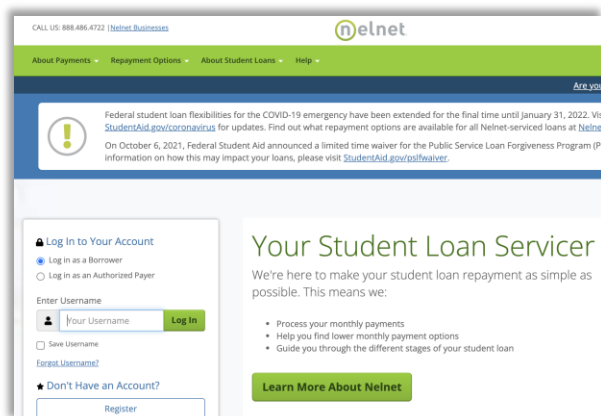 CALL US: 888.486.4722 | Nelnet Businesses
nelnet
About Payments Repayment Options About Student Loans Help
Are you
Federal student loan flexibilities for the COVID-19 emergency have been extended for the final time until January 31, 2022. Vis
StudentAid.gov/coronavirus for updates. Find out what repayment options are available for all Nelnet-serviced loans at Nelne
On October 6, 2021, Federal Student Aid announced a limited time waiver for the Public Service Loan Forgiveness Program (P
information on how this may impact your loans, please visit StudentAid.gov/pslfwaiver.
Log In to Your Account
Log in as a Borrower
Log in as an Authorized Payer
Enter Username
Your Username Log In
Save Username
Forgot Username?
Don't Have an Account?
Register
Your Student Loan Servicer
We're here to make your student loan repayment as simple as
possible. This means we:
• Process your monthly payments
• Help you find lower monthly payment options
• Guide you through the different stages of your student loan
Learn More About Nelnet